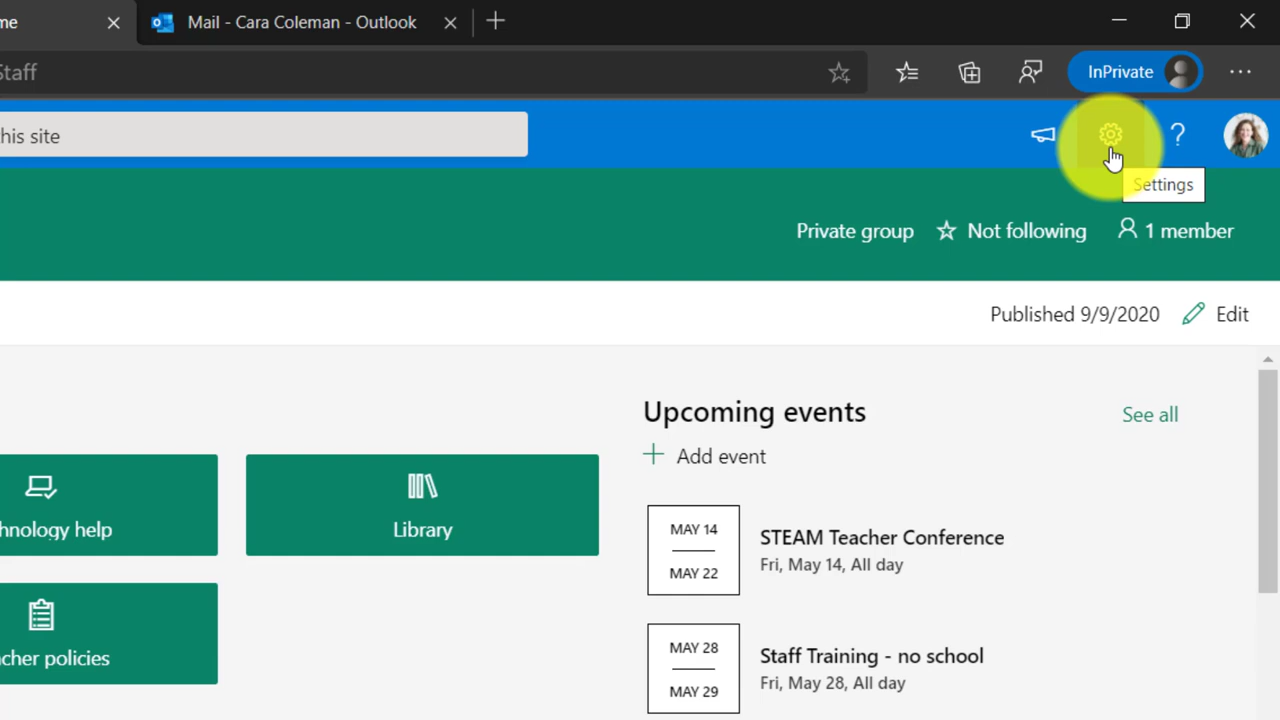 me
Mail - Cara Coleman - Outlook
Staff
InPrivate
his site
Settings
Private group
Not following
1 member
Published 9/9/2020
Edit
Upcoming events
See all
Add event
hnology help
Library
MAY 14
MAY 22
STEAM Teacher Conference
Fri, May 14, All day
cher policies
MAY 28
MAY 29
Staff Training - no school
Fri, May 28, All day